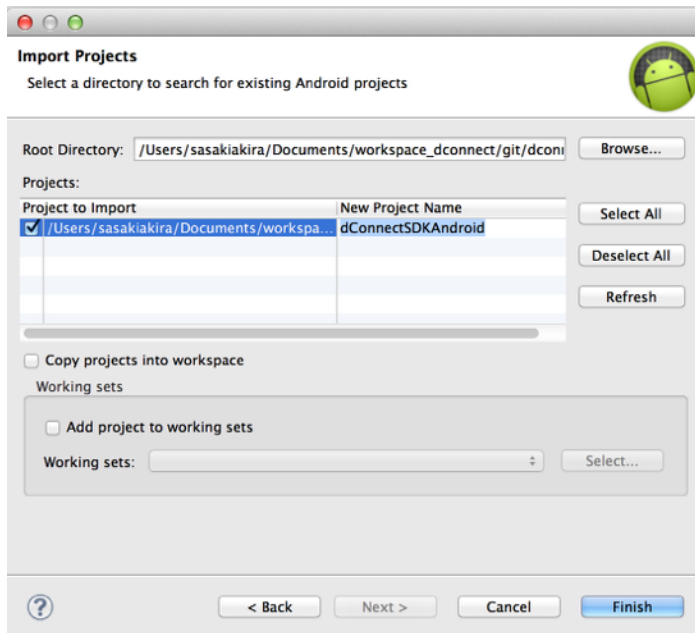 Import Projects
Select a directory to search for existing Android projects
Root Directory: /Users/sasakiakira/Documents/workspace_dconnect/git/dconn Browse...
Projects:
Project to Import New Project Name
/Users/sasakiakira/Documents/workspa... dConnectSDKAndroid
Select All
Deselect All
Refresh
Copy projects into workspace
Working sets
Add project to working sets
Working sets: Select...
? < Back Next > Cancel Finish